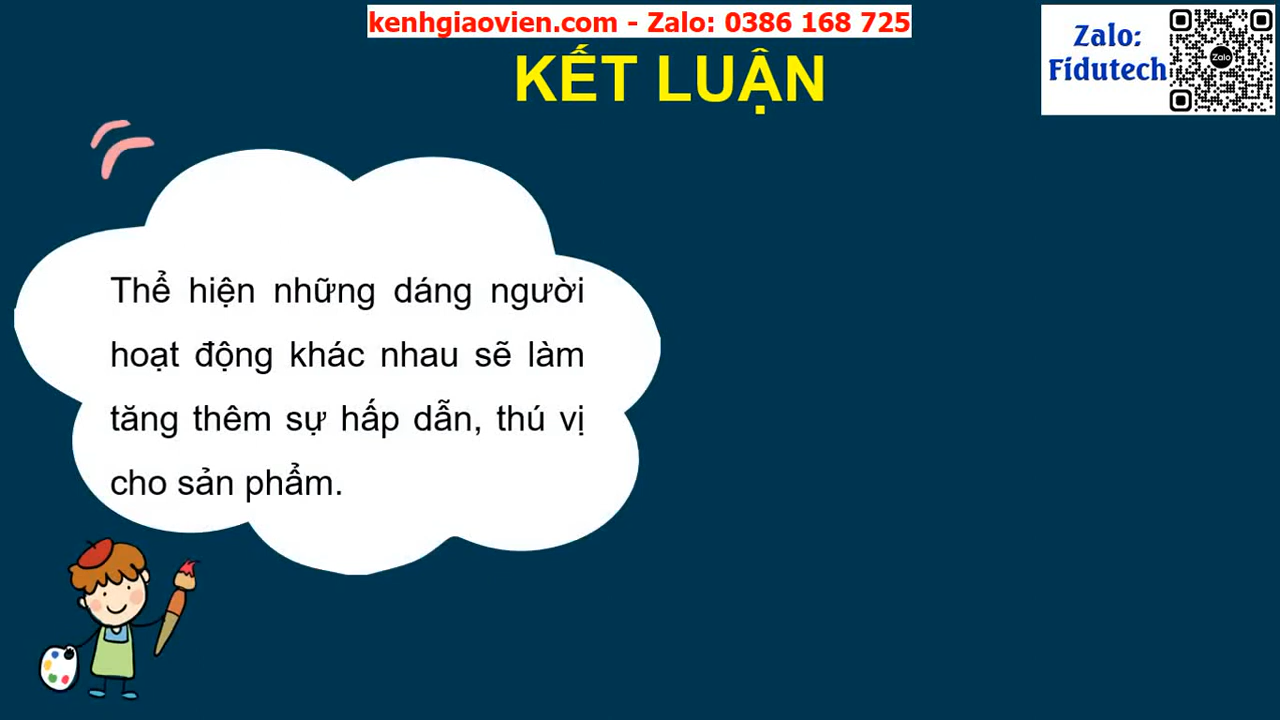 kenhgiaovien.com - Zalo: 0386 168 725
Zalo:
Fidutech
Zalo
KẾT LUẬN
Thể hiện những dáng người
hoạt động khác nhau sẽ làm
tăng thêm sự hấp dẫn, thú vị
cho sản phẩm.